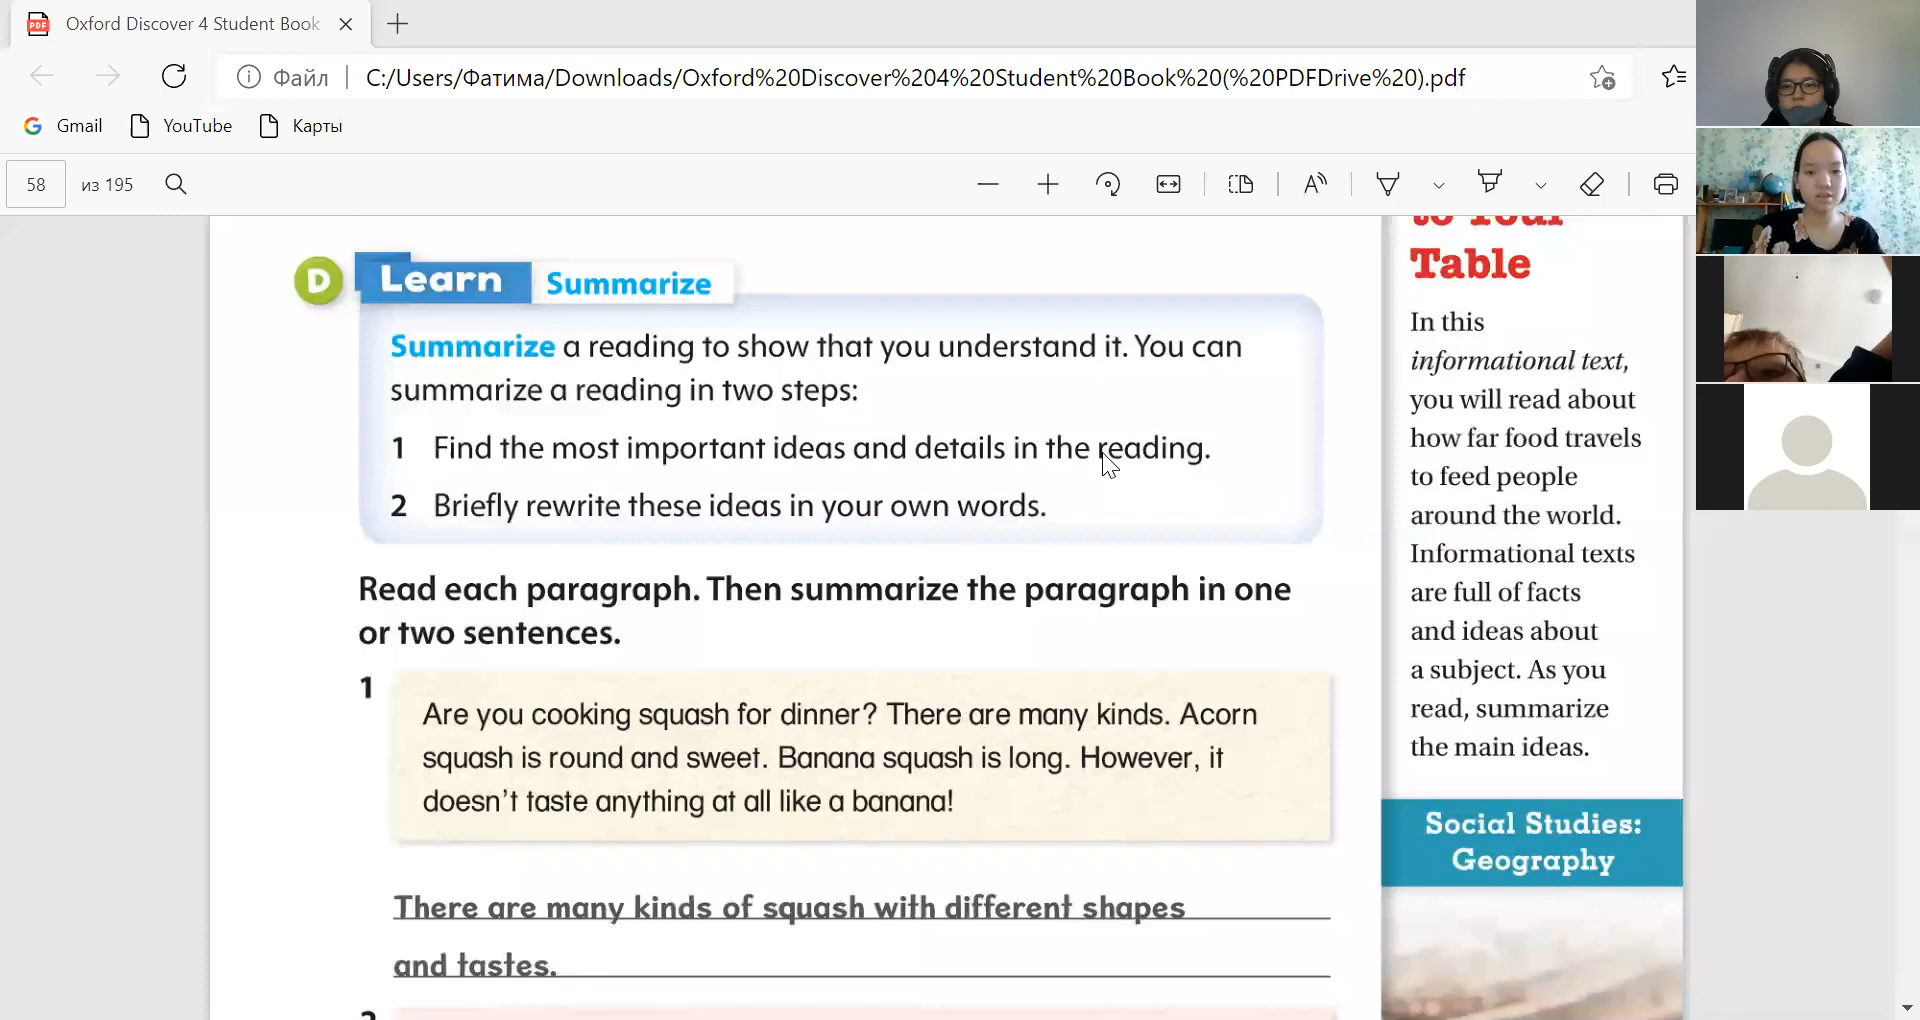 Oxford Discover 4 Student Book
Файл
C:/Users/Фатима/Downloads/Oxford%20Discover%204%20Student%20Book%20(%20PDFDrive%20).pdf
Gmail
YouTube
Карты
58
из 195
D
Learn
Summarize
Summarize a reading to show that you understand it. You can
summarize a reading in two steps:
1 Find the most important ideas and details in the reading.
2 Briefly rewrite these ideas in your own words.
Read each paragraph. Then summarize the paragraph in one
or two sentences.
1
Are you cooking squash for dinner? There are many kinds. Acorn
squash is round and sweet. Banana squash is long. However, it
doesn't taste anything at all like a banana!
There are many kinds of squash with different shapes
and tastes.
2
to Your
Table
In this
informational text,
you will read about
how far food travels
to feed people
around the world.
Informational texts
are full of facts
and ideas about
a subject. As you
read, summarize
the main ideas.
Social Studies:
Geography